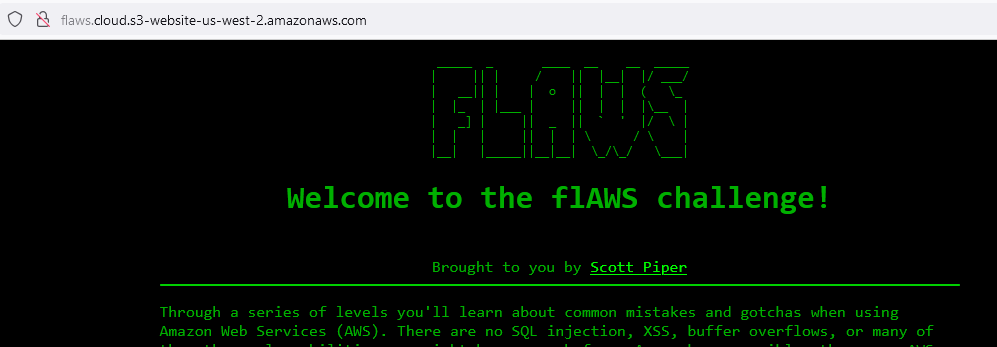 flaws.cloud.s3-website-us-west-2.amazonaws.com
FLAWS
Welcome to the flAWS challenge!
Brought to you by Scott Piper
Through a series of levels you'll learn about common mistakes and gotchas when using
Amazon Web Services (AWS). There are no SQL injection, XSS, buffer overflows, or many of